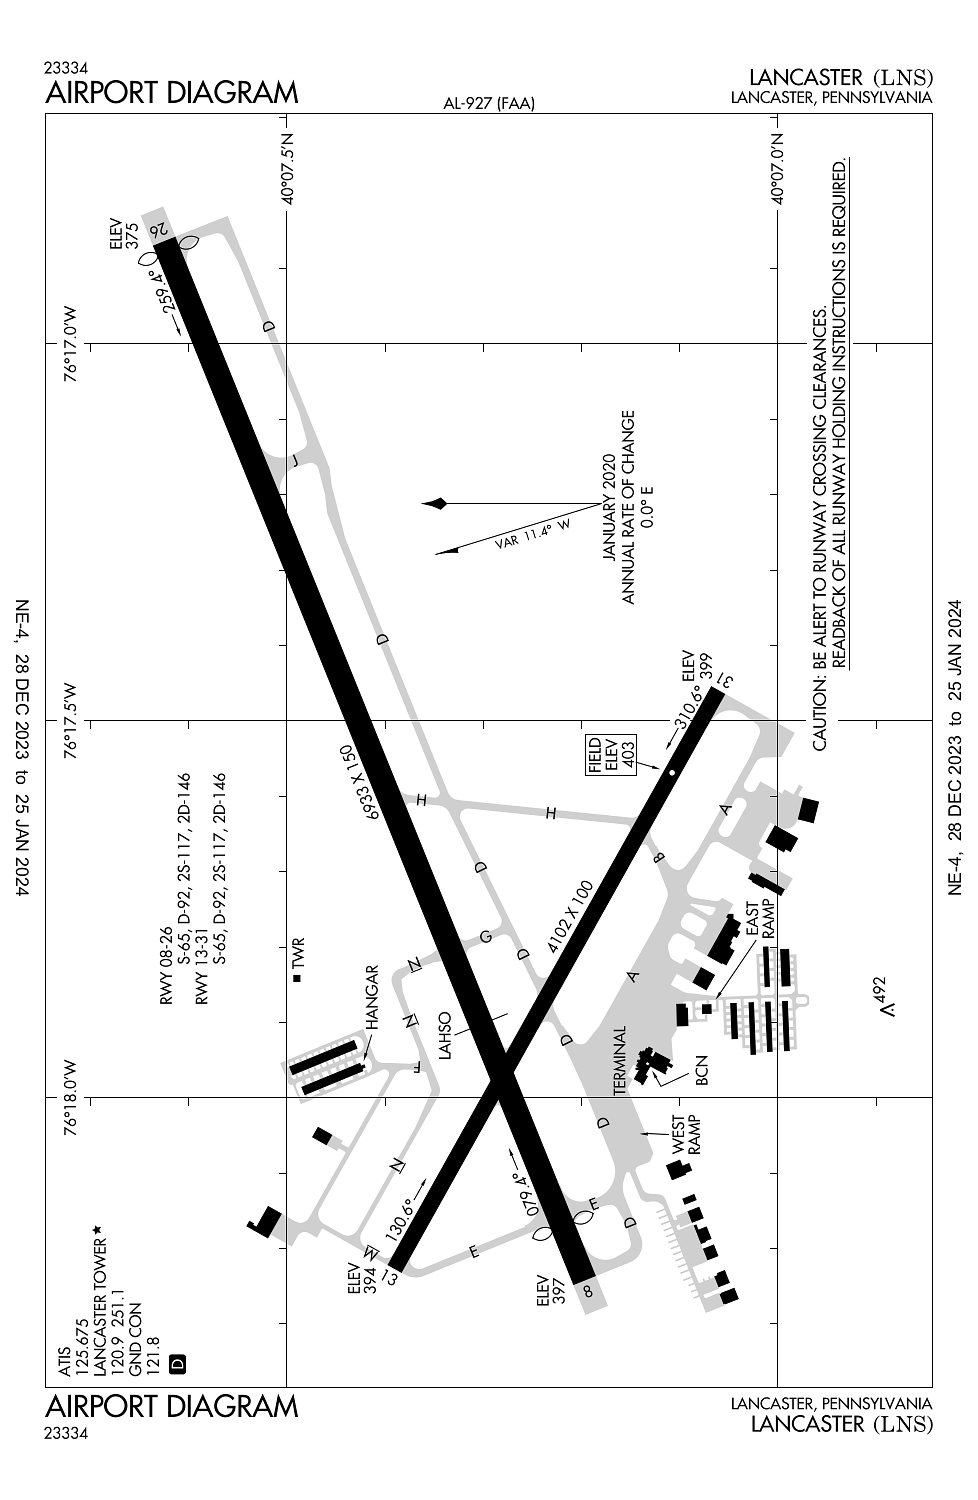 23334
AIRPORT DIAGRAM
AL-927 (FAA)
LANCASTER (LNS)
LANCASTER, PENNSYLVANIA
ATIS
125.675
LANCASTER TOWER★
120.9 251.1
GND CON
121.8
D
RWY 08-26
S-65, D-92, 2S-117, 2D-146
RWY 13-31
S-65, D-92, 2S-117, 2D-146
76°18.0'W
76°17.5'W
76°17.0'W
40°07.5'N
40°07.0'N
ELEV
375
26
259.4°
D
J
D
6933 X 150
H
H
D
G
D
N
N
F
N
M
E
E
D
D
D
TWR
HANGAR
LAHSO
4102 X 100
B
A
A
FIELD
ELEV
403
310.6°
ELEV
399
31
130.6°
ELEV
394
13
079.4°
ELEV
397
8
TERMINAL
BCN
EAST
RAMP
WEST
RAMP
492
VAR 11.4° W
JANUARY 2020
ANNUAL RATE OF CHANGE
0.0° E
CAUTION: BE ALERT TO RUNWAY CROSSING CLEARANCES.
READBACK OF ALL RUNWAY HOLDING INSTRUCTIONS IS REQUIRED.
NE-4, 28 DEC 2023 to 25 JAN 2024
NE-4, 28 DEC 2023 to 25 JAN 2024
AIRPORT DIAGRAM
23334
LANCASTER, PENNSYLVANIA
LANCASTER (LNS)